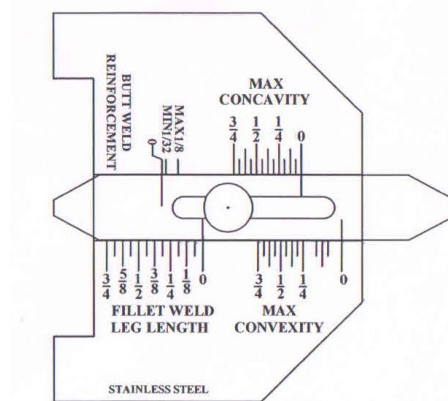 BUTT WELD
REINFORCEMENT
0
MIN1/32
MAX1/8
MAX
CONCAVITY
3/4 1/2 1/4 0
3/4 5/8 1/2 3/8 1/4 1/8 0
FILLET WELD
LEG LENGTH
3/4 1/2 1/4 0
MAX
CONVEXITY
STAINLESS STEEL